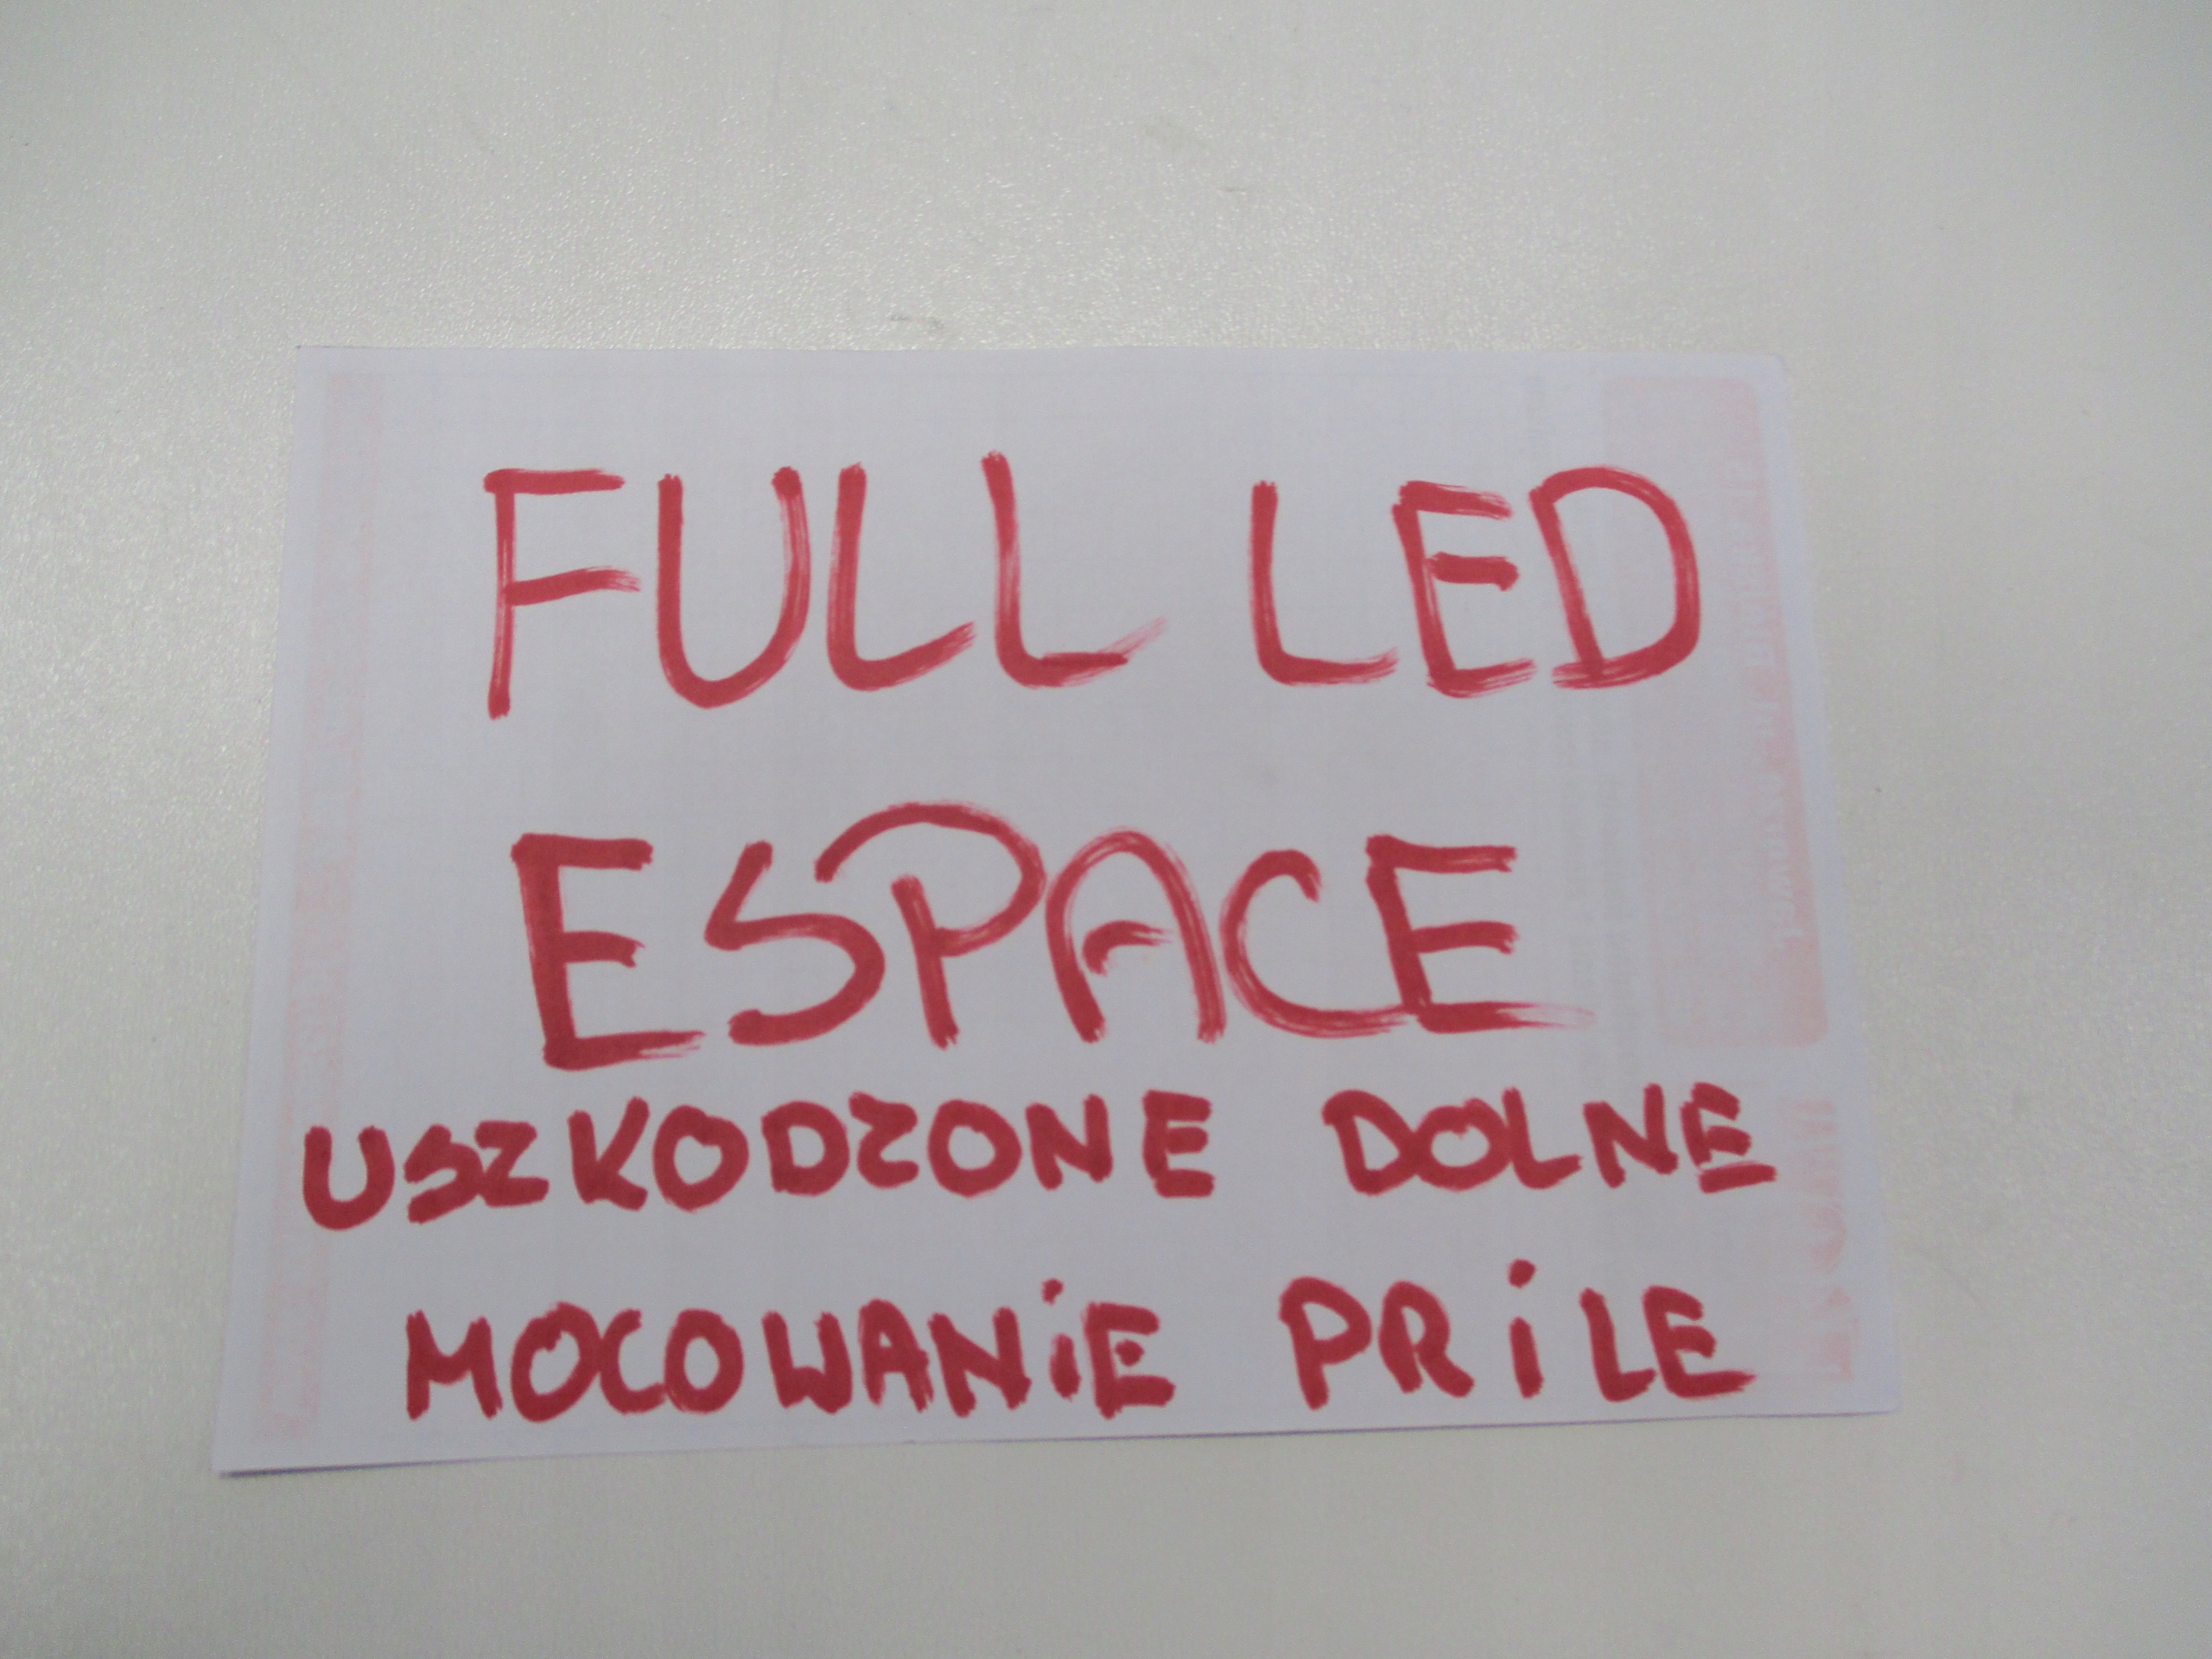 FULL LED
ESPACE
USZKODZONE DOLNE
MOCOWANiE PRiLE